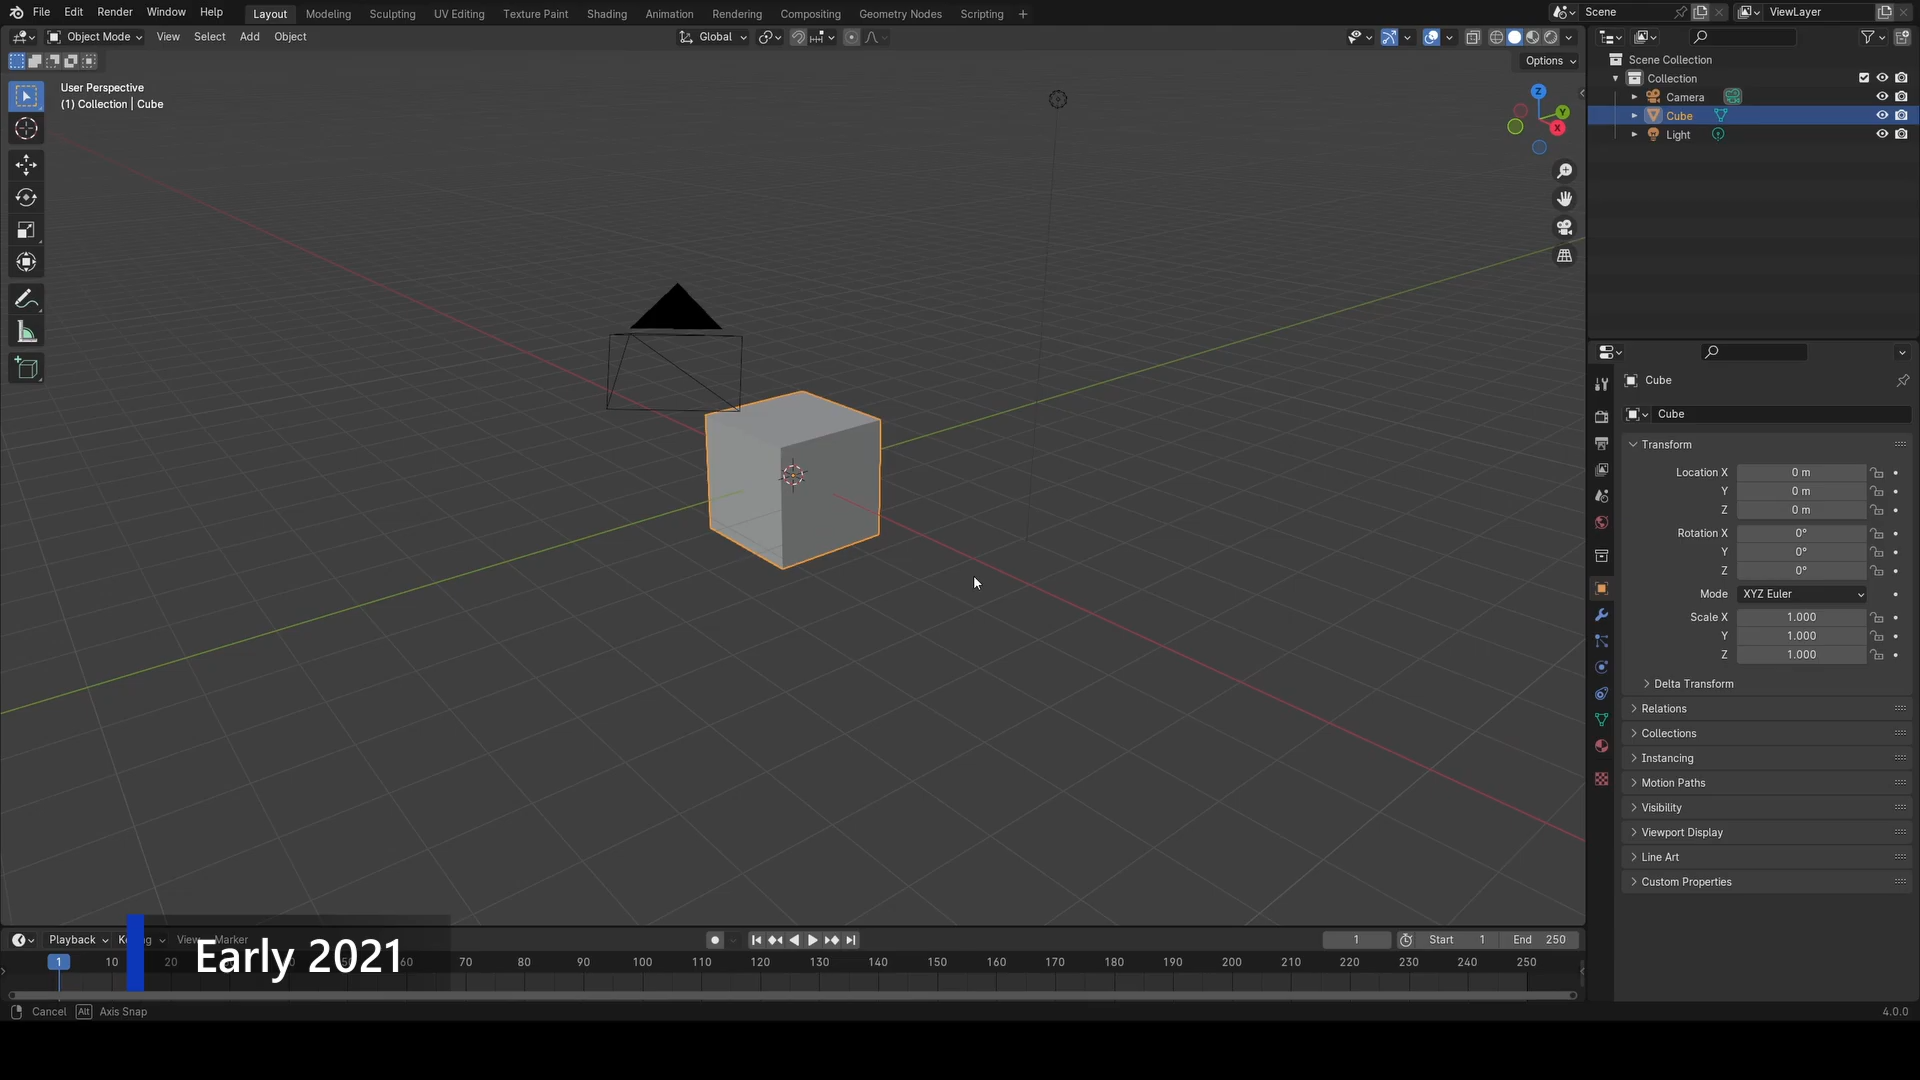 File Edit Render Window Help Layout Modeling Sculpting UV Editing Texture Paint Shading Animation Rendering Compositing Geometry Nodes Scripting + Scene ViewLayer
Object Mode View Select Add Object Global
Options
User Perspective
(1) Collection | Cube
Z
Y
X
Scene Collection
Collection
Camera
Cube
Light
Cube
Cube
Transform
Location X 0 m
Y 0 m
Z 0 m
Rotation X 0°
Y 0°
Z 0°
Mode XYZ Euler
Scale X 1.000
Y 1.000
Z 1.000
Delta Transform
Relations
Collections
Instancing
Motion Paths
Visibility
Viewport Display
Line Art
Custom Properties
Playback View Marker 1 Start 1 End 250
Early 2021
1 10 20 60 70 80 90 100 110 120 130 140 150 160 170 180 190 200 210 220 230 240 250
Cancel Alt Axis Snap 4.0.0